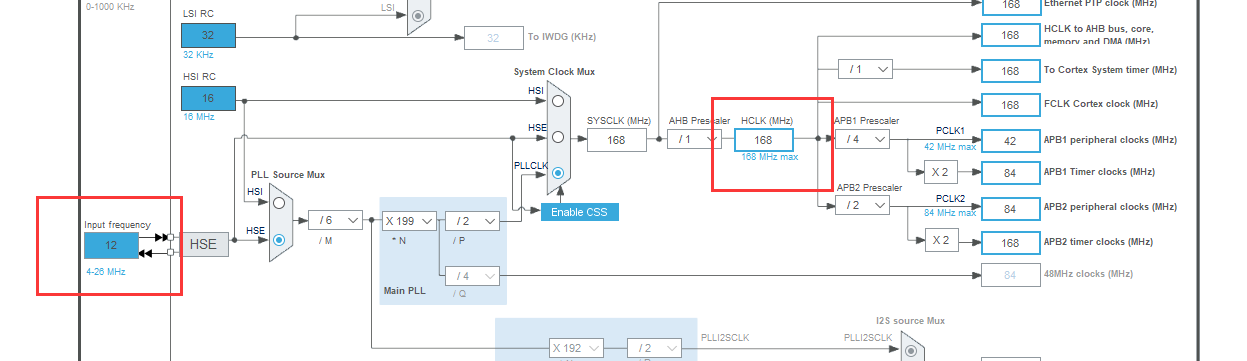 0-1000 KHz
LSI
168
Ethernet PTP clock (MHz)
LSI RC
32
32 KHz
32
To IWDG (KHz)
168
HCLK to AHB bus, core,
memory and DMA (MHz)
HSI RC
16
16 MHz
System Clock Mux
/ 1
168
To Cortex System timer (MHz)
HSI
168
FCLK Cortex clock (MHz)
HSE
SYSCLK (MHz)
168
AHB Prescaler
/ 1
HCLK (MHz)
168
168 MHz max
APB1 Prescaler
/ 4
PCLK1
42 MHz max
42
APB1 peripheral clocks (MHz)
PLLCLK
X 2
84
APB1 Timer clocks (MHz)
PLL Source Mux
HSI
APB2 Prescaler
/ 2
PCLK2
84 MHz max
84
APB2 peripheral clocks (MHz)
Enable CSS
Input frequency
12
4-26 MHz
HSE
HSE
/ 6
/ M
X 199
* N
/ 2
/ P
X 2
168
APB2 timer clocks (MHz)
/ 4
/ Q
84
48MHz clocks (MHz)
Main PLL
I2S source Mux
X 192
/ 2
PLLI2SCLK
PLLI2SCLK